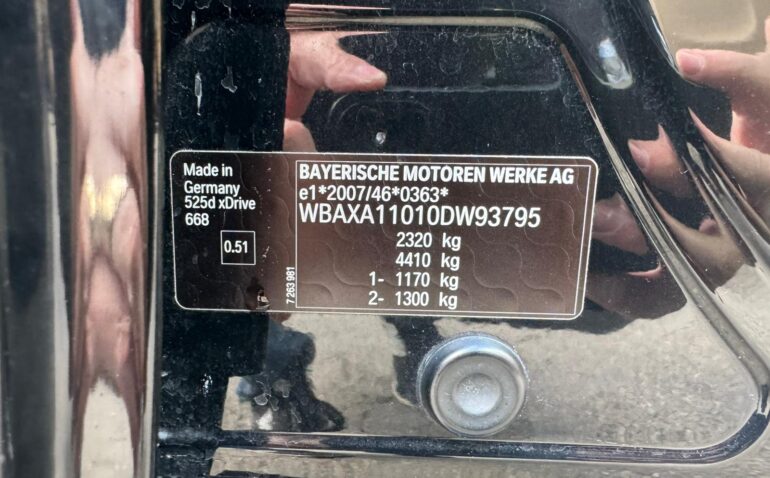 Made in
Germany
525d xDrive
668
0.51
7 263 981
BAYERISCHE MOTOREN WERKE AG
e1*2007/46*0363*
WBAXA11010DW93795
2320 kg
4410 kg
1- 1170 kg
2- 1300 kg